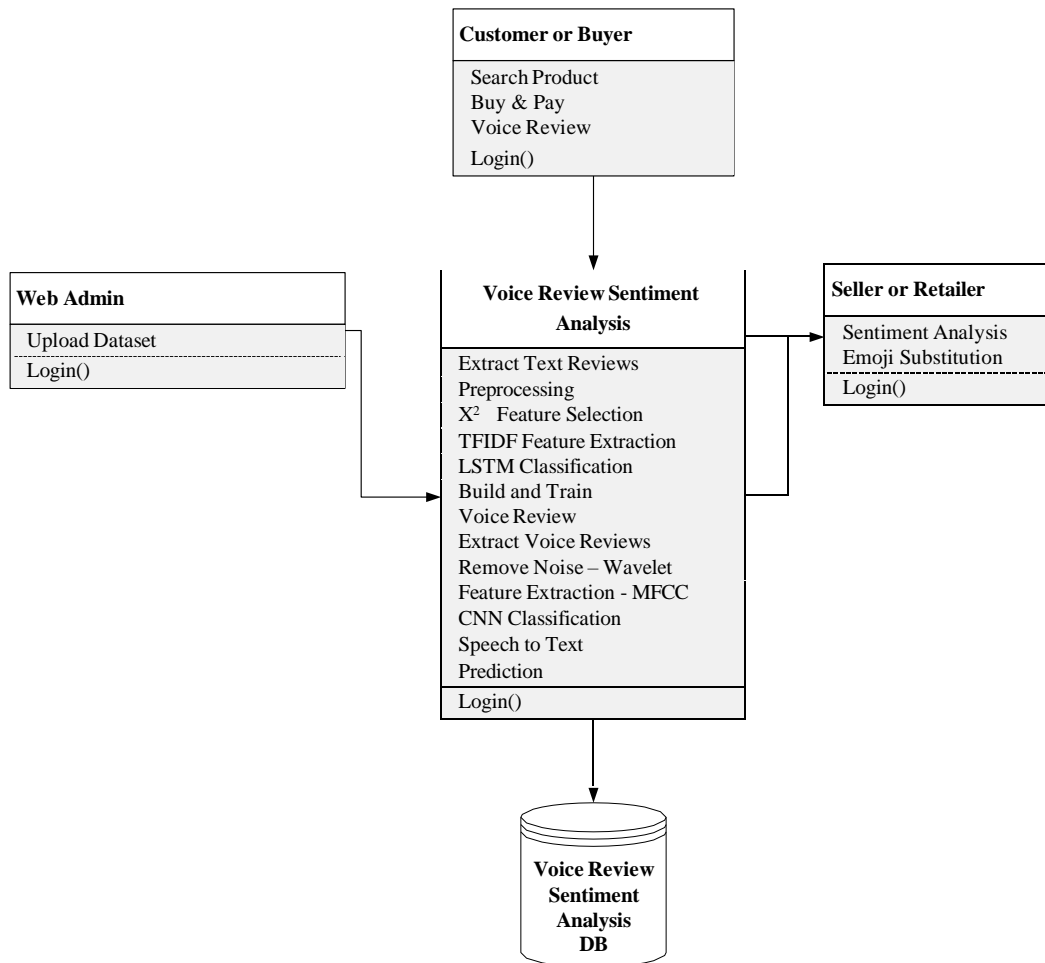 Customer or Buyer
Search Product
Buy & Pay
Voice Review
Login()
Web Admin
Upload Dataset
Login()
Voice Review Sentiment
Analysis
Extract Text Reviews
Preprocessing
X² Feature Selection
TFIDF Feature Extraction
LSTM Classification
Build and Train
Voice Review
Extract Voice Reviews
Remove Noise – Wavelet
Feature Extraction - MFCC
CNN Classification
Speech to Text
Prediction
Login()
Seller or Retailer
Sentiment Analysis
Emoji Substitution
Login()
Voice Review
Sentiment
Analysis
DB